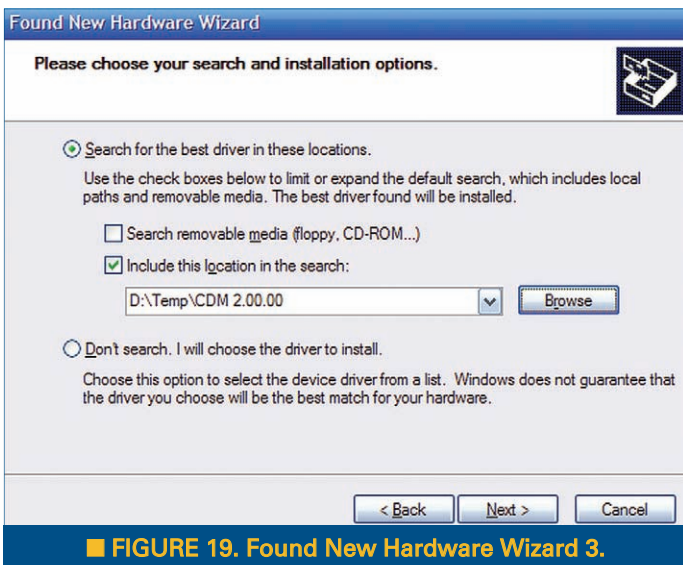 Found New Hardware Wizard
Please choose your search and installation options.
Search for the best driver in these locations.
Use the check boxes below to limit or expand the default search, which includes local
paths and removable media. The best driver found will be installed.
Search removable media (floppy, CD-ROM...)
Include this location in the search:
D:\Temp\CDM 2.00.00
Browse
Don't search. I will choose the driver to install.
Choose this option to select the device driver from a list. Windows does not guarantee that
the driver you choose will be the best match for your hardware.
< Back
Next >
Cancel
■ FIGURE 19. Found New Hardware Wizard 3.